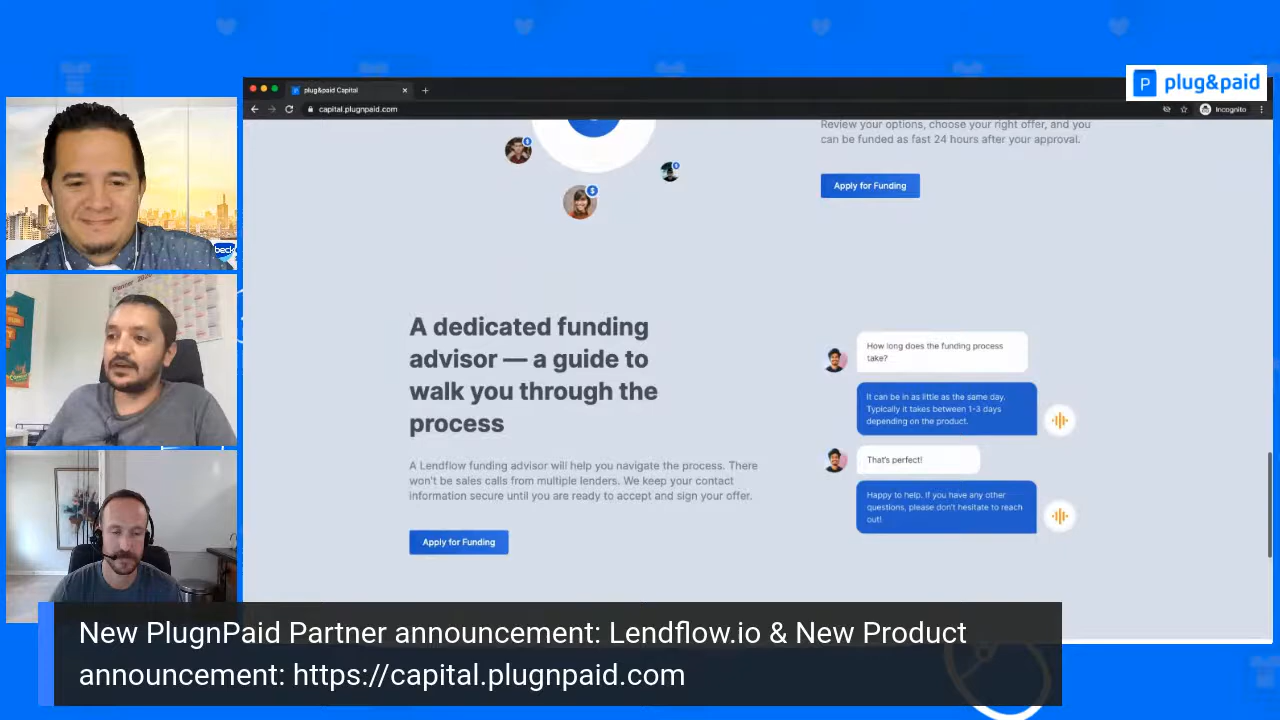 plug&paid
plug&paid Capital
capital.plugnpaid.com
Incognito
Review your options, choose your right offer, and you
can be funded as fast 24 hours after your approval.
Apply for Funding
A dedicated funding
advisor — a guide to
walk you through the
process
A Lendflow funding advisor will help you navigate the process. There
won't be sales calls from multiple lenders. We keep your contact
information secure until you are ready to accept and sign your offer.
Apply for Funding
How long does the funding process
take?
It can be in as little as the same day.
Typically it takes between 1-3 days
depending on the product.
That's perfect!
Happy to help. If you have any other
questions, please don't hesitate to reach
out!
New PlugnPaid Partner announcement: Lendflow.io & New Product
announcement: https://capital.plugnpaid.com